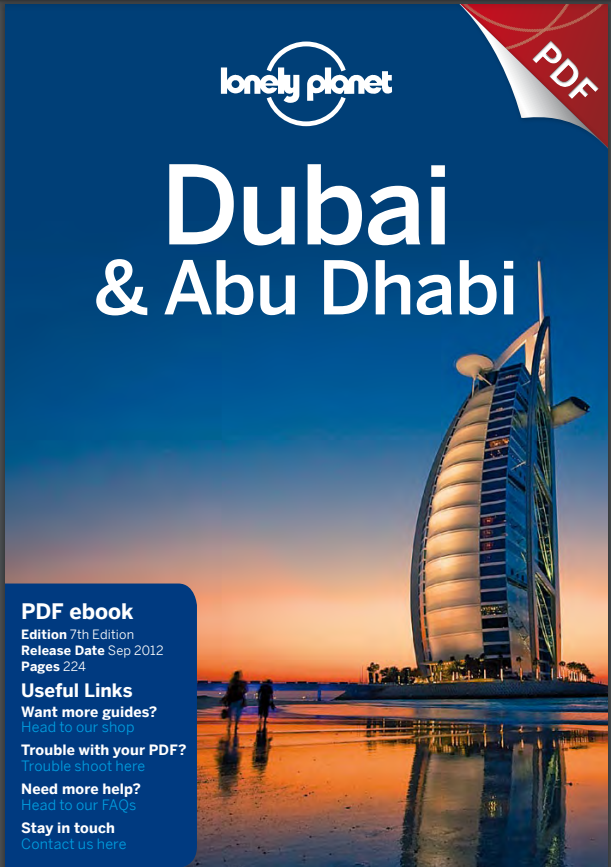 lonely planet
PDF
Dubai
& Abu Dhabi
PDF ebook
Edition 7th Edition
Release Date Sep 2012
Pages 224
Useful Links
Want more guides?
Head to our shop
Trouble with your PDF?
Trouble shoot here
Need more help?
Head to our FAQs
Stay in touch
Contact us here